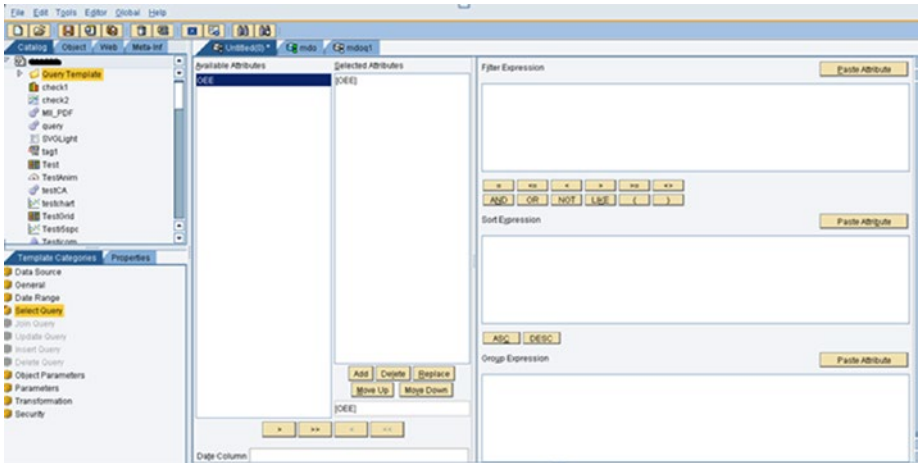 File Edit Tools Editor Global Help
Catalog Object Web Meta-Inf
Untitled(0) * mdo mdoq1
Query Template
check1
check2
MII_PDF
query
SVGLight
tag1
Test
TestAnim
testCA
testchart
TestGrid
TestSspc
Testcom
Template Categories Properties
Data Source
General
Date Range
Select Query
Join Query
Update Query
Insert Query
Delete Query
Object Parameters
Parameters
Transformation
Security
Available Attributes
OEE
Selected Attributes
[OEE]
Add Delete Replace
Move Up Move Down
[OEE]
> >> < <<
Date Column
Filter Expression Paste Attribute
= <= < > >= <>
AND OR NOT LIKE ( )
Sort Expression Paste Attribute
ASC DESC
Group Expression Paste Attribute